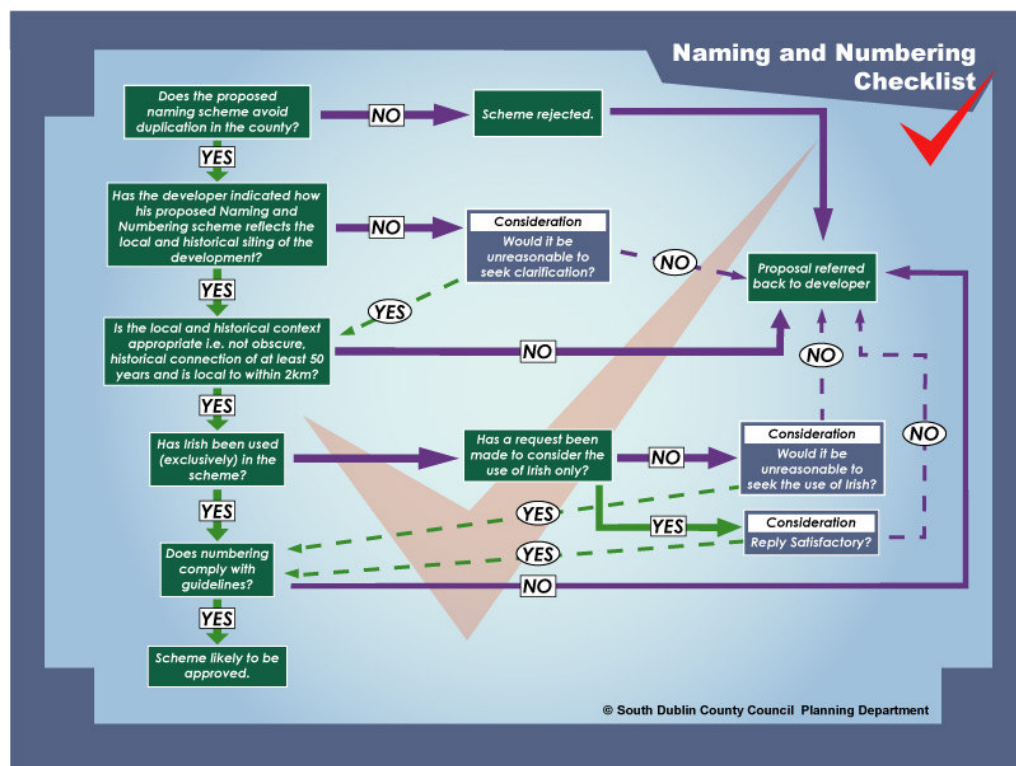 Naming and Numbering
Checklist
Does the proposed
naming scheme avoid
duplication in the county?
NO
Scheme rejected.
YES
Has the developer indicated how
his proposed Naming and
Numbering scheme reflects the
local and historical siting of the
development?
NO
Consideration
Would it be
unreasonable to
seek clarification?
NO
Proposal referred
back to developer
YES
YES
Is the local and historical context
appropriate i.e. not obscure,
historical connection of at least 50
years and is local to within 2km?
NO
NO
YES
Has Irish been used
(exclusively) in the
scheme?
Has a request been
made to consider the
use of Irish only?
NO
Consideration
Would it be
unreasonable to
seek the use of Irish?
NO
YES
YES
YES
Consideration
Reply Satisfactory?
Does numbering
comply with
guidelines?
YES
NO
YES
Scheme likely to be
approved.
© South Dublin County Council Planning Department